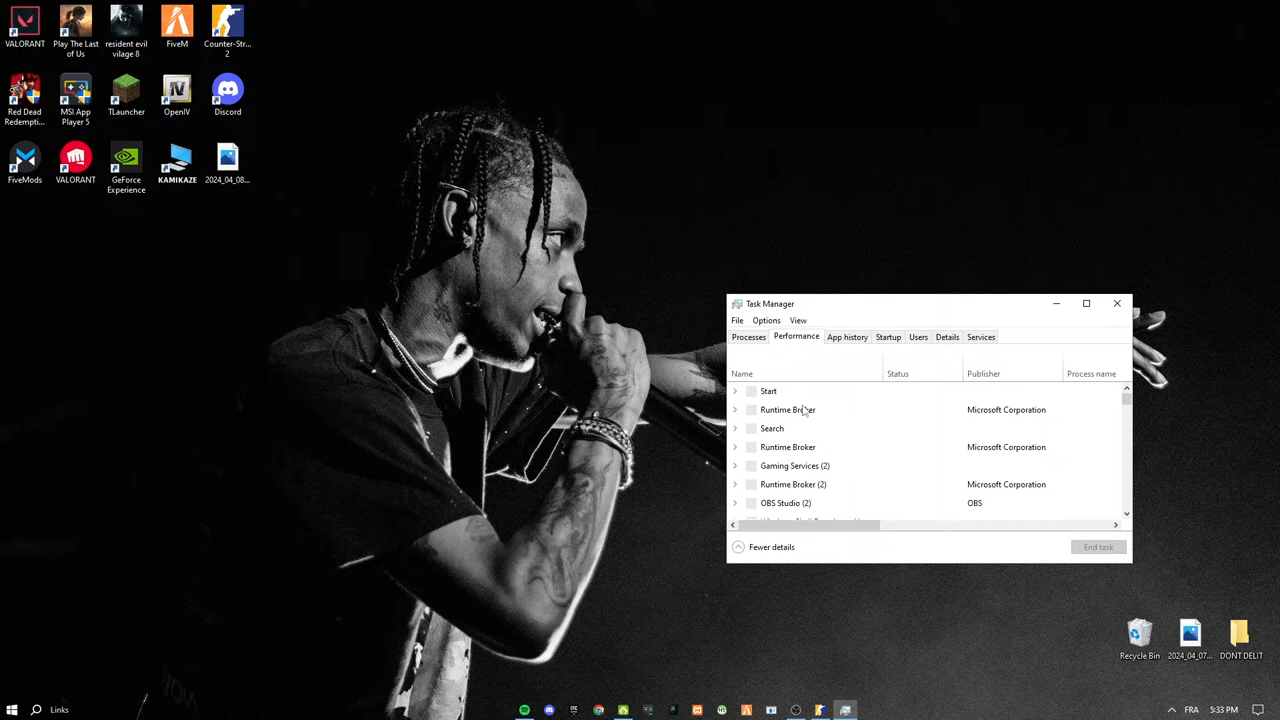 VALORANT
Play The Last
of Us
resident evil
vilage 8
FiveM
Counter-Str...
2
Red Dead
Redempti...
MSI App
Player 5
TLauncher
OpenIV
Discord
FiveMods
VALORANT
GeForce
Experience
KAMIKAZE
2024_04_08...
Task Manager
File Options View
Processes Performance App history Startup Users Details Services
Name Status Publisher Process name
Start
Runtime Broker Microsoft Corporation
Search
Runtime Broker Microsoft Corporation
Gaming Services (2)
Runtime Broker (2) Microsoft Corporation
OBS Studio (2) OBS
Fewer details End task
Recycle Bin
2024_04_07...
DONT DELIT
Links
FRA 5:33 PM